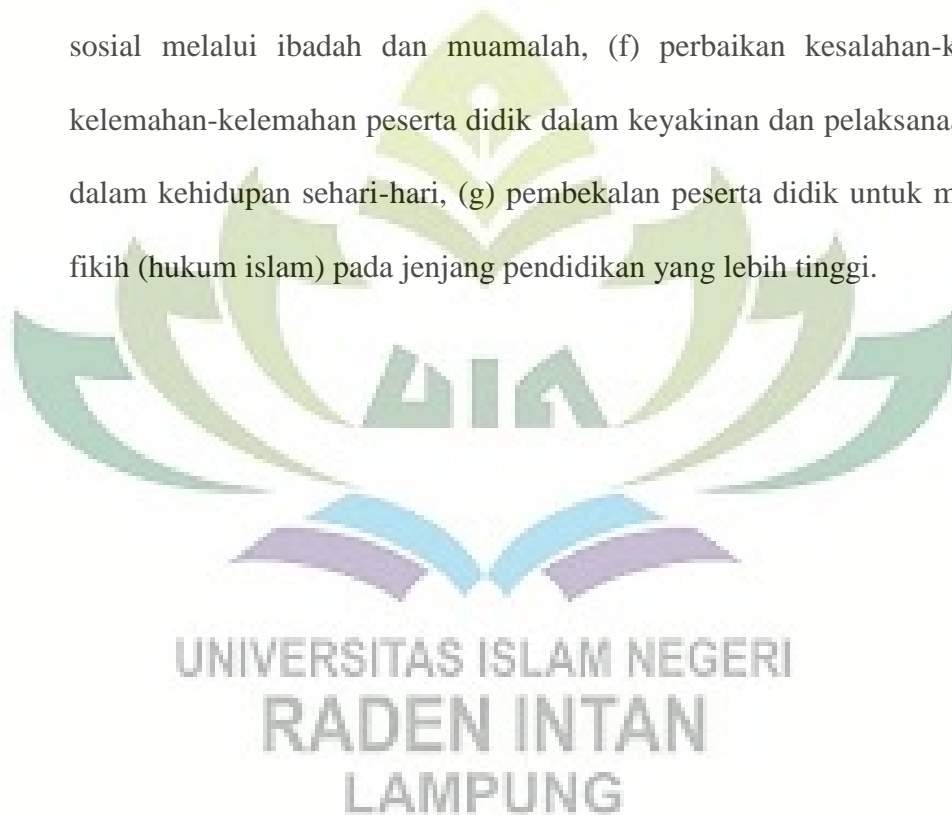 sosial melalui ibadah dan muamalah, (f) perbaikan kesalahan-k
kelemahan-kelemahan peserta didik dalam keyakinan dan pelaksana
dalam kehidupan sehari-hari, (g) pembekalan peserta didik untuk m
fikih (hukum islam) pada jenjang pendidikan yang lebih tinggi.
UIN
UNIVERSITAS ISLAM NEGERI
RADEN INTAN
LAMPUNG